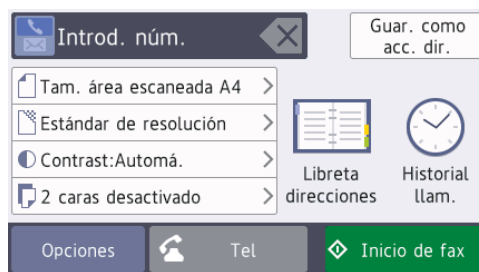 Introd. núm.
Guar. como
acc. dir.
Tam. área escaneada A4
Estándar de resolución
Contrast:Automá.
2 caras desactivado
Libreta
direcciones
Historial
llam.
Opciones
Tel
Inicio de fax